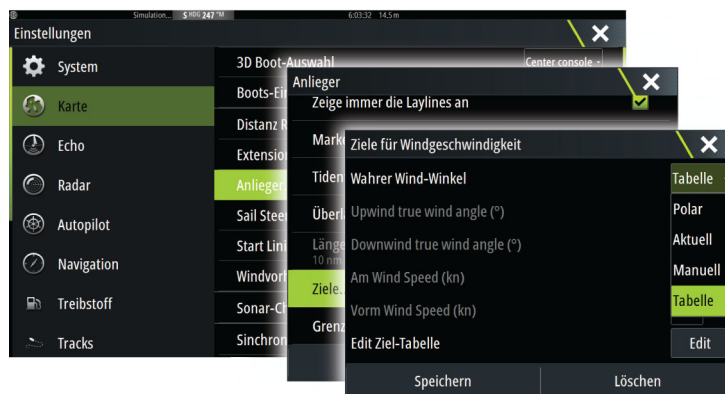 Simulation... S HDG 247 °M 6:03:32 14.5 m
Einstellungen
System
Karte
Echo
Radar
Autopilot
Navigation
Treibstoff
Tracks
3D Boot-Auswahl Center console
Boots-Ei
Distanz R
Extensio
Anlieger
Sail Stee
Start Lini
Windvor
Sonar-C
Sinchron
Anlieger
Zeige immer die Laylines an
Mark
Tiden
Überl
Länge
10 nm
Ziele.
Grenz
Ziele für Windgeschwindigkeit
Wahrer Wind-Winkel Tabelle
Upwind true wind angle (°)
Downwind true wind angle (°)
Am Wind Speed (kn)
Vorm Wind Speed (kn)
Edit Ziel-Tabelle Edit
Polar
Aktuell
Manuell
Tabelle
Speichern Löschen